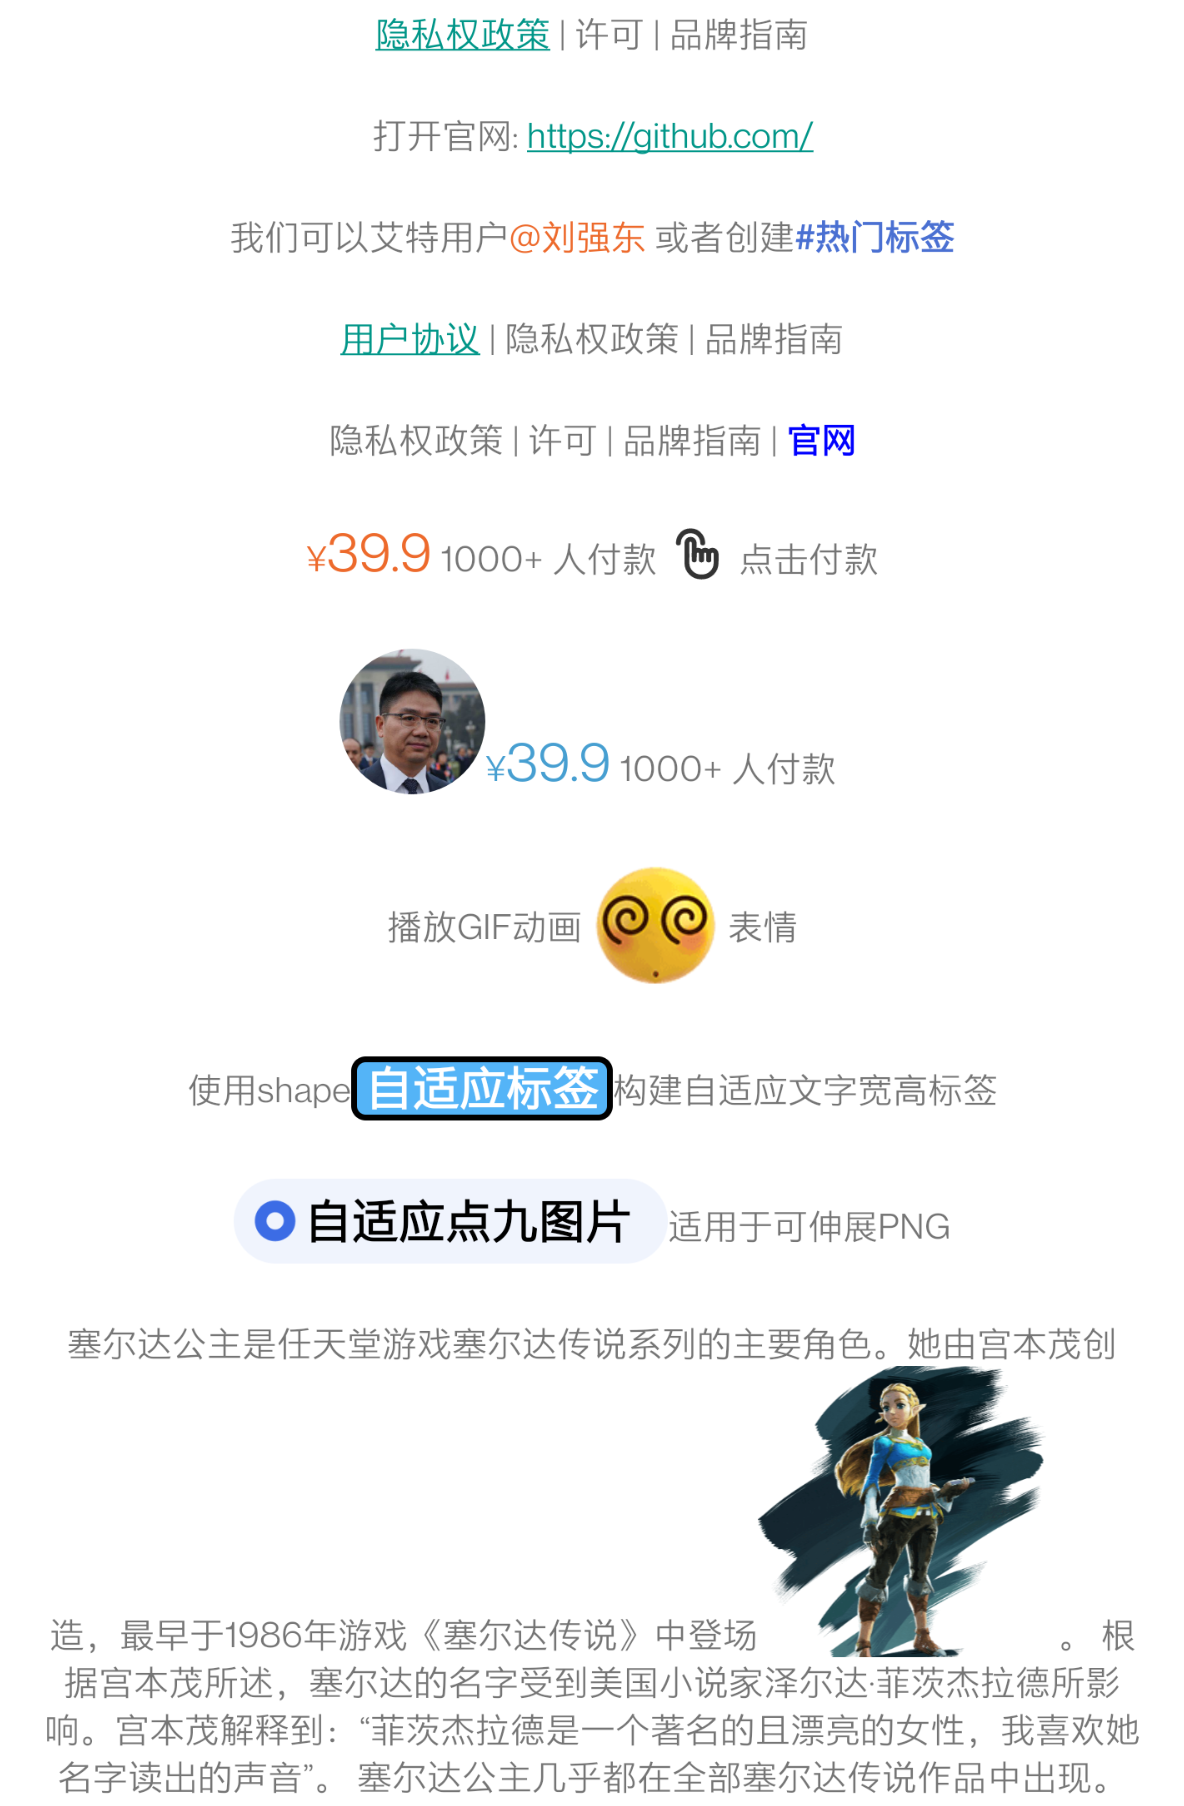 隐私权政策 | 许可 | 品牌指南
打开官网: https://github.com/
我们可以艾特用户@刘强东 或者创建#热门标签
用户协议 | 隐私权政策 | 品牌指南
隐私权政策 | 许可 | 品牌指南 | 官网
¥39.9 1000+ 人付款 点击付款
¥39.9 1000+ 人付款
播放GIF动画 表情
使用shape自适应标签构建自适应文字宽高标签
自适应点九图片适用于可伸展PNG
塞尔达公主是任天堂游戏塞尔达传说系列的主要角色。她由宫本茂创
造，最早于1986年游戏《塞尔达传说》中登场 。 根
据宫本茂所述，塞尔达的名字受到美国小说家泽尔达·菲茨杰拉德所影
响。宫本茂解释到：“菲茨杰拉德是一个著名的且漂亮的女性，我喜欢她
名字读出的声音”。 塞尔达公主几乎都在全部塞尔达传说作品中出现。